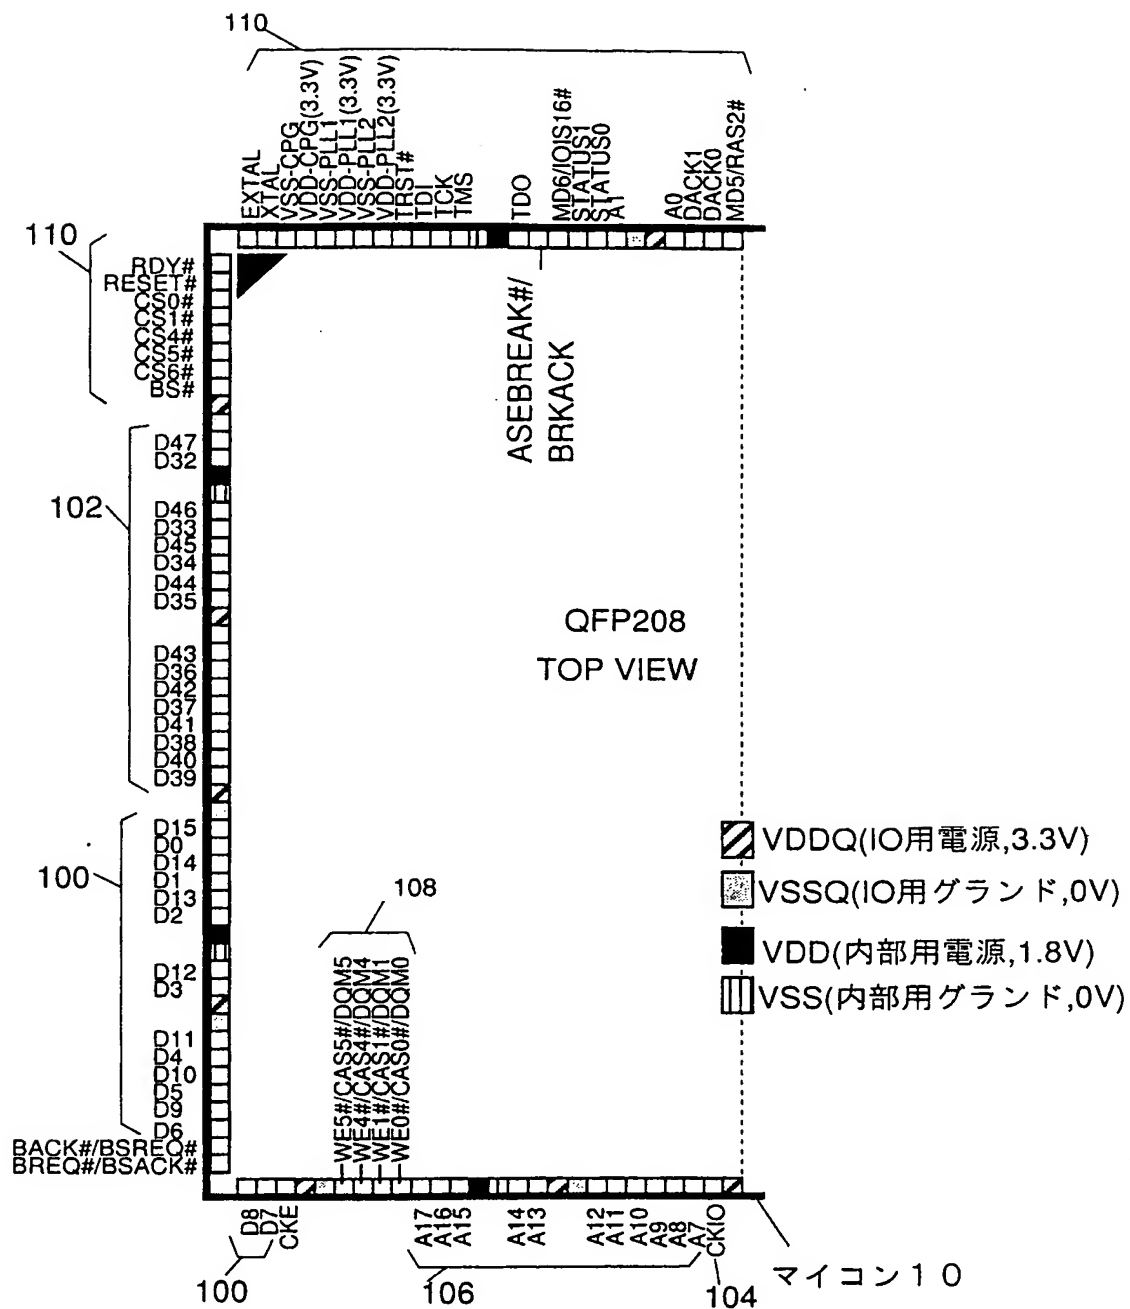 110
EXTAL
XTAL
VSS-CPG
VDD-CPG(3.3V)
VSS-PLL1
VDD-PLL1(3.3V)
VSS-PLL2
VDD-PLL2(3.3V)
TRST#
TDI
TCK
TMS
TDO
MD6/IOIS16#
STATUS1
STATUS0
A1
A0
DACK1
DACK0
MD5/RAS2#
110
RDY#
RESET#
CS0#
CS1#
CS4#
CS5#
CS6#
BS#
ASEBREAK#/
BRKACK
102
D47
D32
D46
D33
D45
D34
D44
D35
D43
D36
D42
D37
D41
D38
D40
D39
QFP208
TOP VIEW
100
D15
D0
D14
D1
D13
D2
D12
D3
D11
D4
D10
D5
D9
D6
BACK#/BSREQ#
BREQ#/BSACK#
108
WE5#/CAS5#/DQM5
WE4#/CAS4#/DQM4
WE1#/CAS1#/DQM1
WE0#/CAS0#/DQM0
VDDQ(IO用電源,3.3V)
VSSQ(IO用グランド,0V)
VDD(内部用電源,1.8V)
VSS(内部用グランド,0V)
D8
D7
CKE
A17
A16
A15
A14
A13
A12
A11
A10
A9
A8
A7
CKIO
100
106
104
マイコン10